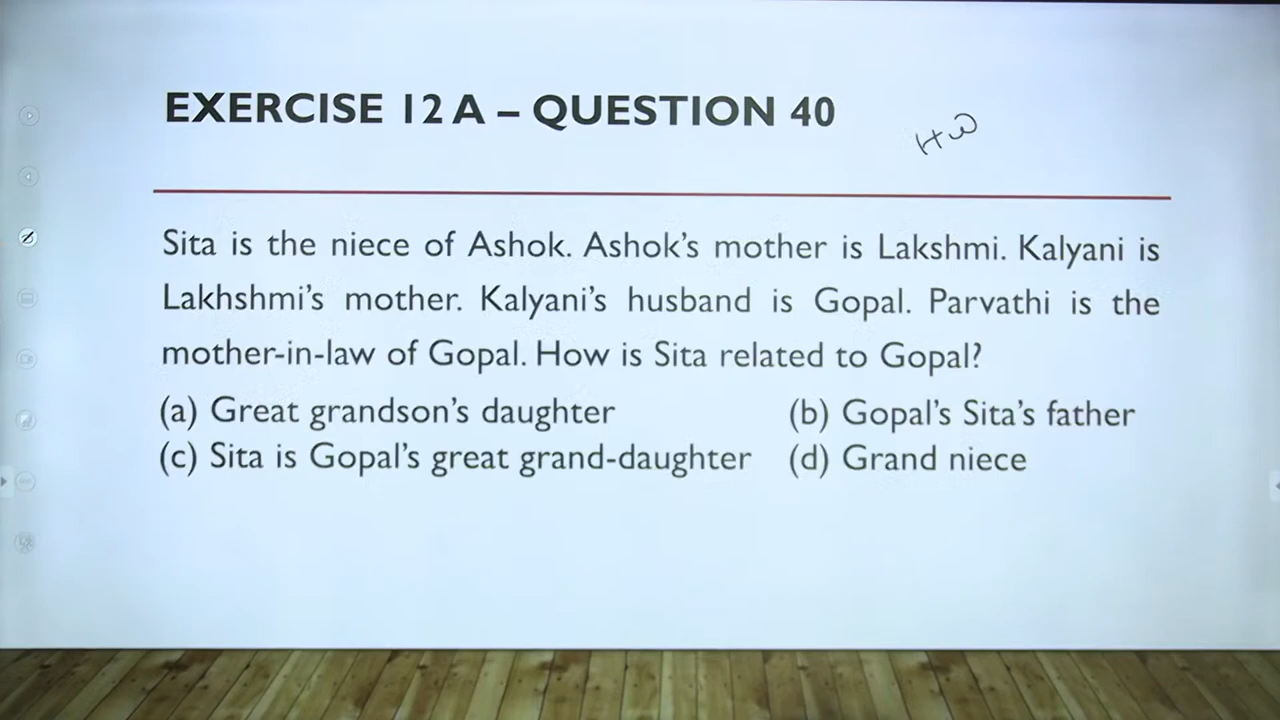 EXERCISE 12 A – QUESTION 40
HW
Sita is the niece of Ashok. Ashok's mother is Lakshmi. Kalyani is
Lakhshmi's mother. Kalyani's husband is Gopal. Parvathi is the
mother-in-law of Gopal. How is Sita related to Gopal?
(a) Great grandson's daughter (b) Gopal's Sita's father
(c) Sita is Gopal's great grand-daughter (d) Grand niece